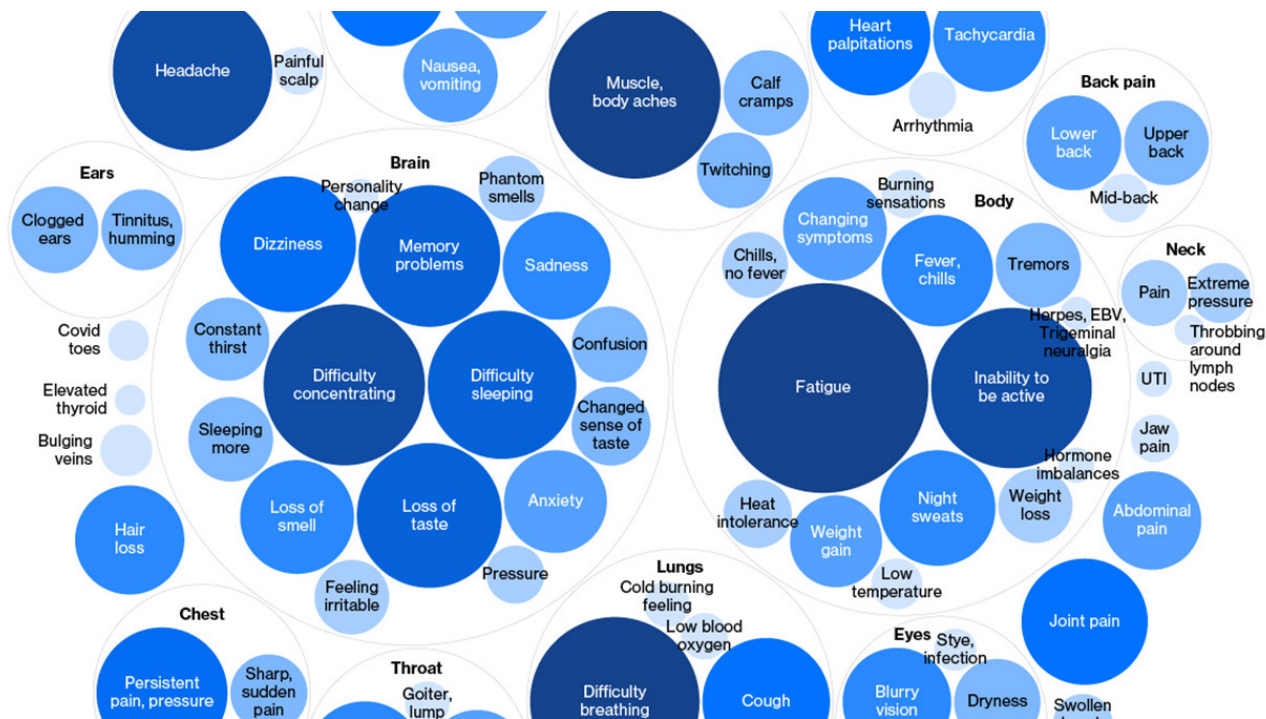 Headache
Painful
scalp
Nausea,
vomiting
Muscle,
body aches
Calf
cramps
Twitching
Heart
palpitations
Tachycardia
Arrhythmia
Back pain
Lower
back
Upper
back
Mid-back
Ears
Clogged
ears
Tinnitus,
humming
Brain
Personality
change
Phantom
smells
Dizziness
Memory
problems
Sadness
Constant
thirst
Difficulty
concentrating
Difficulty
sleeping
Confusion
Sleeping
more
Changed
sense of
taste
Loss of
smell
Loss of
taste
Anxiety
Feeling
irritable
Pressure
Body
Burning
sensations
Changing
symptoms
Chills,
no fever
Fever,
chills
Tremors
Herpes, EBV,
Trigeminal
neuralgia
Fatigue
Inability to
be active
Hormone
imbalances
Heat
intolerance
Weight
gain
Night
sweats
Weight
loss
Low
temperature
Neck
Pain
Extreme
pressure
Throbbing
around
lymph
nodes
UTI
Jaw
pain
Abdominal
pain
Joint pain
Covid
toes
Elevated
thyroid
Bulging
veins
Hair
loss
Chest
Persistent
pain, pressure
Sharp,
sudden
pain
Throat
Goiter,
lump
Lungs
Cold burning
feeling
Low blood
oxygen
Difficulty
breathing
Cough
Eyes
Stye,
infection
Blurry
vision
Dryness
Swollen